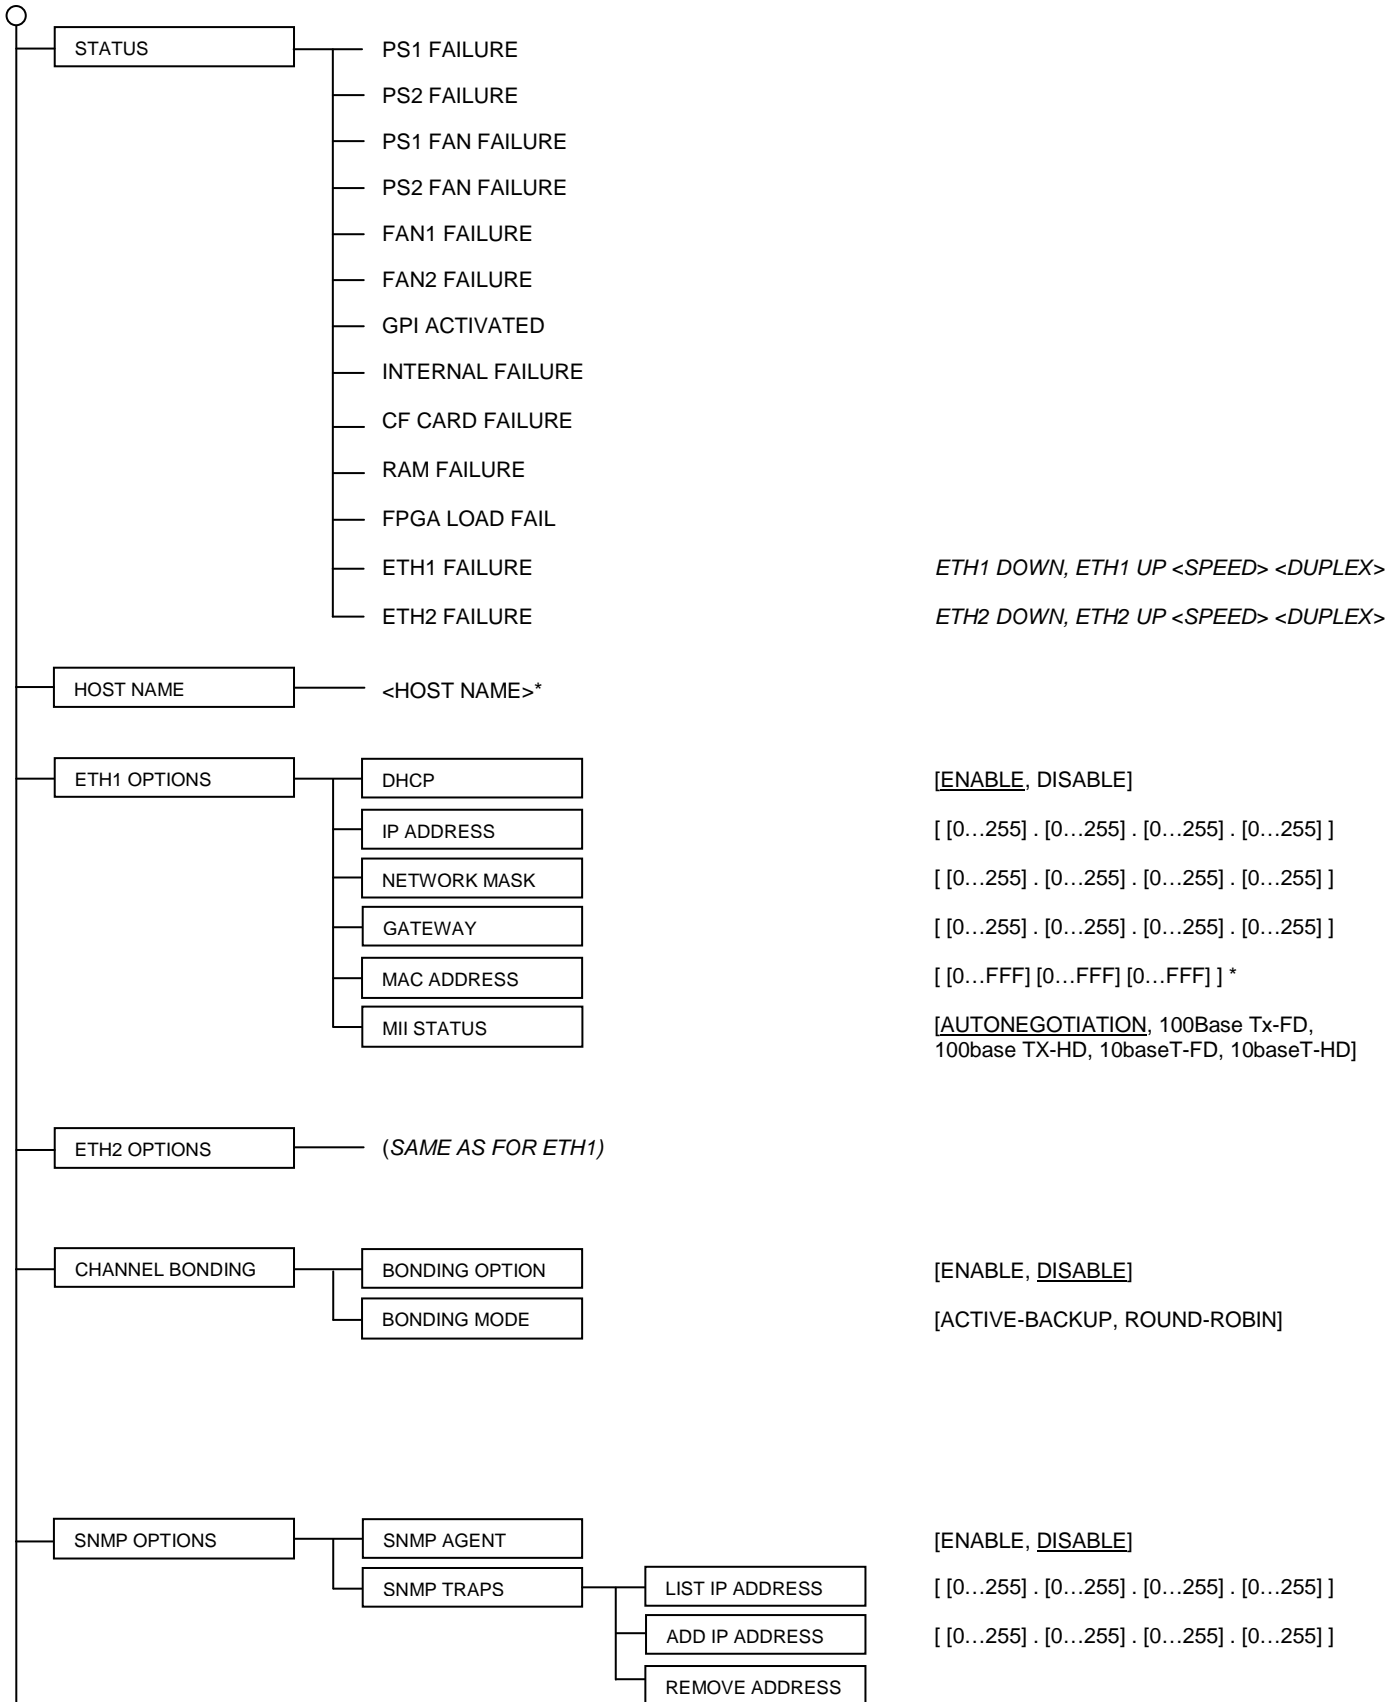 STATUS
PS1 FAILURE
PS2 FAILURE
PS1 FAN FAILURE
PS2 FAN FAILURE
FAN1 FAILURE
FAN2 FAILURE
GPI ACTIVATED
INTERNAL FAILURE
CF CARD FAILURE
RAM FAILURE
FPGA LOAD FAIL
ETH1 FAILURE ETH1 DOWN, ETH1 UP <SPEED> <DUPLEX>
ETH2 FAILURE ETH2 DOWN, ETH2 UP <SPEED> <DUPLEX>
HOST NAME <HOST NAME>*
ETH1 OPTIONS DHCP [ENABLE, DISABLE]
IP ADDRESS [ [0…255] . [0…255] . [0…255] . [0…255] ]
NETWORK MASK [ [0…255] . [0…255] . [0…255] . [0…255] ]
GATEWAY [ [0…255] . [0…255] . [0…255] . [0…255] ]
MAC ADDRESS [ [0…FFF] [0…FFF] [0…FFF] ] *
MII STATUS [AUTONEGOTIATION, 100Base Tx-FD,
100base TX-HD, 10baseT-FD, 10baseT-HD]
ETH2 OPTIONS (SAME AS FOR ETH1)
CHANNEL BONDING BONDING OPTION [ENABLE, DISABLE]
BONDING MODE [ACTIVE-BACKUP, ROUND-ROBIN]
SNMP OPTIONS SNMP AGENT [ENABLE, DISABLE]
SNMP TRAPS LIST IP ADDRESS [ [0…255] . [0…255] . [0…255] . [0…255] ]
ADD IP ADDRESS [ [0…255] . [0…255] . [0…255] . [0…255] ]
REMOVE ADDRESS